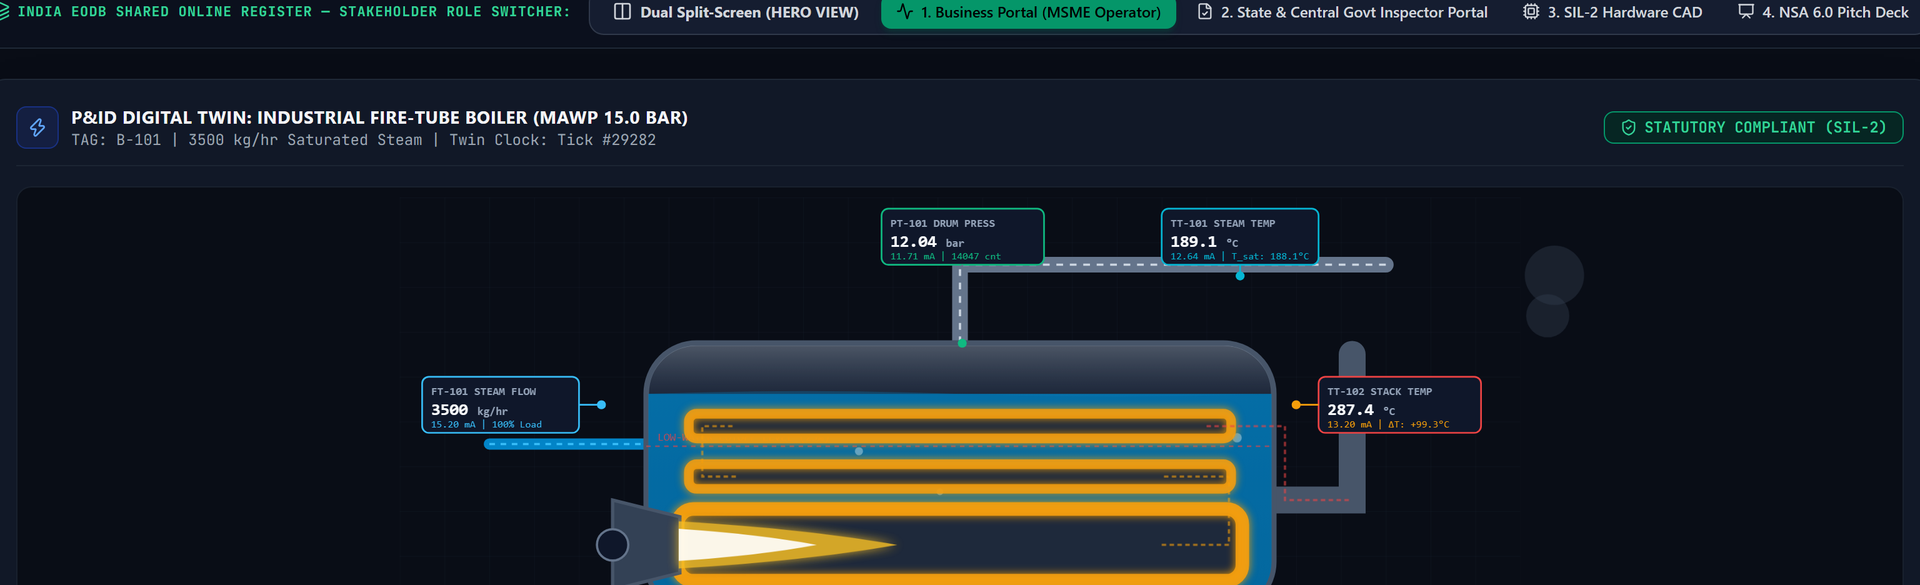 INDIA EODB SHARED ONLINE REGISTER — STAKEHOLDER ROLE SWITCHER:
Dual Split-Screen (HERO VIEW)
1. Business Portal (MSME Operator)
2. State & Central Govt Inspector Portal
3. SIL-2 Hardware CAD
4. NSA 6.0 Pitch Deck
P&ID DIGITAL TWIN: INDUSTRIAL FIRE-TUBE BOILER (MAWP 15.0 BAR)
TAG: B-101 | 3500 kg/hr Saturated Steam | Twin Clock: Tick #29282
STATUTORY COMPLIANT (SIL-2)
PT-101 DRUM PRESS
12.04 bar
11.71 mA | 14047 cnt
TT-101 STEAM TEMP
189.1 °C
12.64 mA | T_sat: 188.1°C
FT-101 STEAM FLOW
3500 kg/hr
15.20 mA | 100% Load
TT-102 STACK TEMP
287.4 °C
13.20 mA | ΔT: +99.3°C
LOW